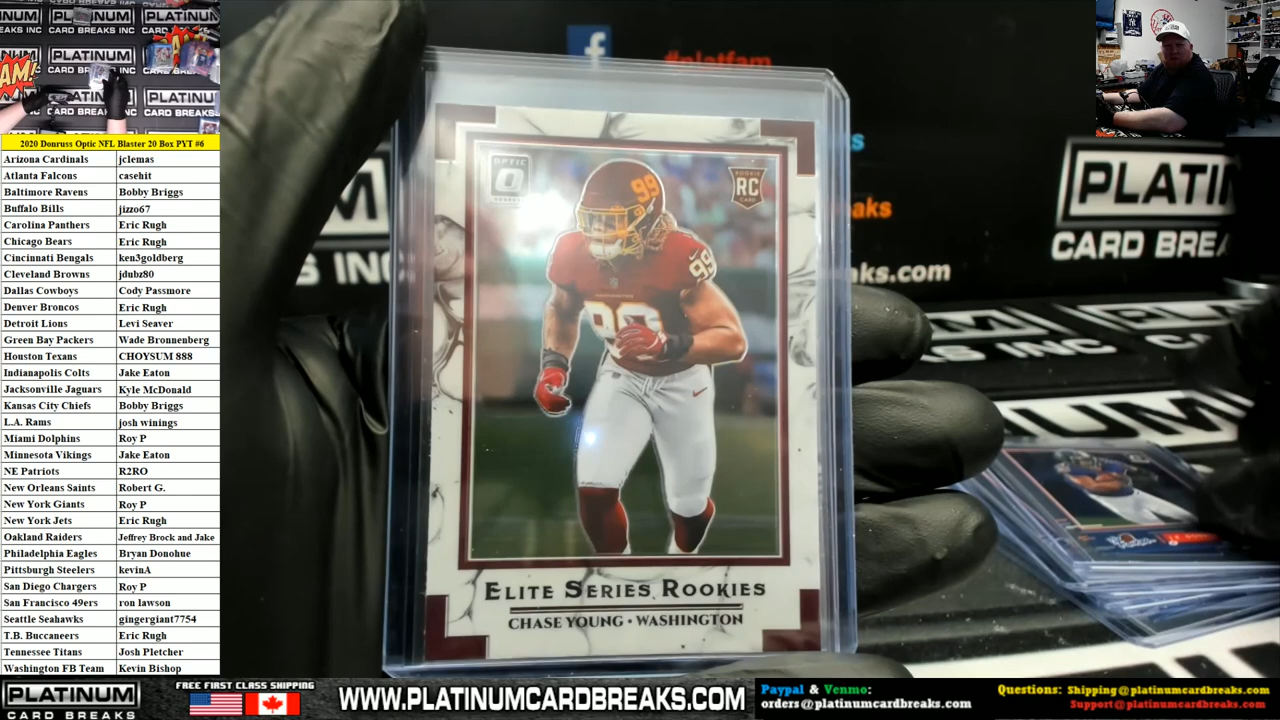 PLATINUM
CARD BREAKS INC
2020 Donruss Optic NFL Blaster 20 Box PYT #6
Arizona Cardinals jclemas
Atlanta Falcons casehit
Baltimore Ravens Bobby Briggs
Buffalo Bills jizzo67
Carolina Panthers Eric Rugh
Chicago Bears Eric Rugh
Cincinnati Bengals ken3goldberg
Cleveland Browns jdubz80
Dallas Cowboys Cody Passmore
Denver Broncos Eric Rugh
Detroit Lions Levi Seaver
Green Bay Packers Wade Bronnenberg
Houston Texans CHOYSUM 888
Indianapolis Colts Jake Eaton
Jacksonville Jaguars Kyle McDonald
Kansas City Chiefs Bobby Briggs
L.A. Rams josh winings
Miami Dolphins Roy P
Minnesota Vikings Jake Eaton
NE Patriots R2RO
New Orleans Saints Robert G.
New York Giants Roy P
New York Jets Eric Rugh
Oakland Raiders Jeffrey Brock and Jake
Philadelphia Eagles Bryan Donohue
Pittsburgh Steelers kevinA
San Diego Chargers Roy P
San Francisco 49ers ron lawson
Seattle Seahawks gingergiant7754
T.B. Buccaneers Eric Rugh
Tennessee Titans Josh Pletcher
Washington FB Team Kevin Bishop
#platfam
PLATI
CARD BREA
OPTIC
ROOKIE
RC
CARD
99
99
ELITE SERIES ROOKIES
CHASE YOUNG • WASHINGTON
PLATINUM
CARD BREAKS
FREE FIRST CLASS SHIPPING
WWW.PLATINUMCARDBREAKS.COM
Paypal & Venmo:
orders@platinumcardbreaks.com
Questions: Shipping@platinumcardbreaks.com
Support@platinumcardbreaks.com